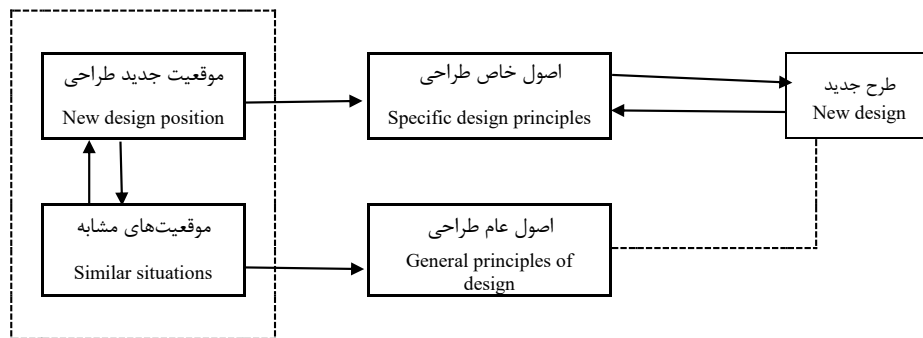 موقعیت جدید طراحی
New design position
اصول خاص طراحی
Specific design principles
طرح جدید
New design
موقعیت‌های مشابه
Similar situations
اصول عام طراحی
General principles of
design